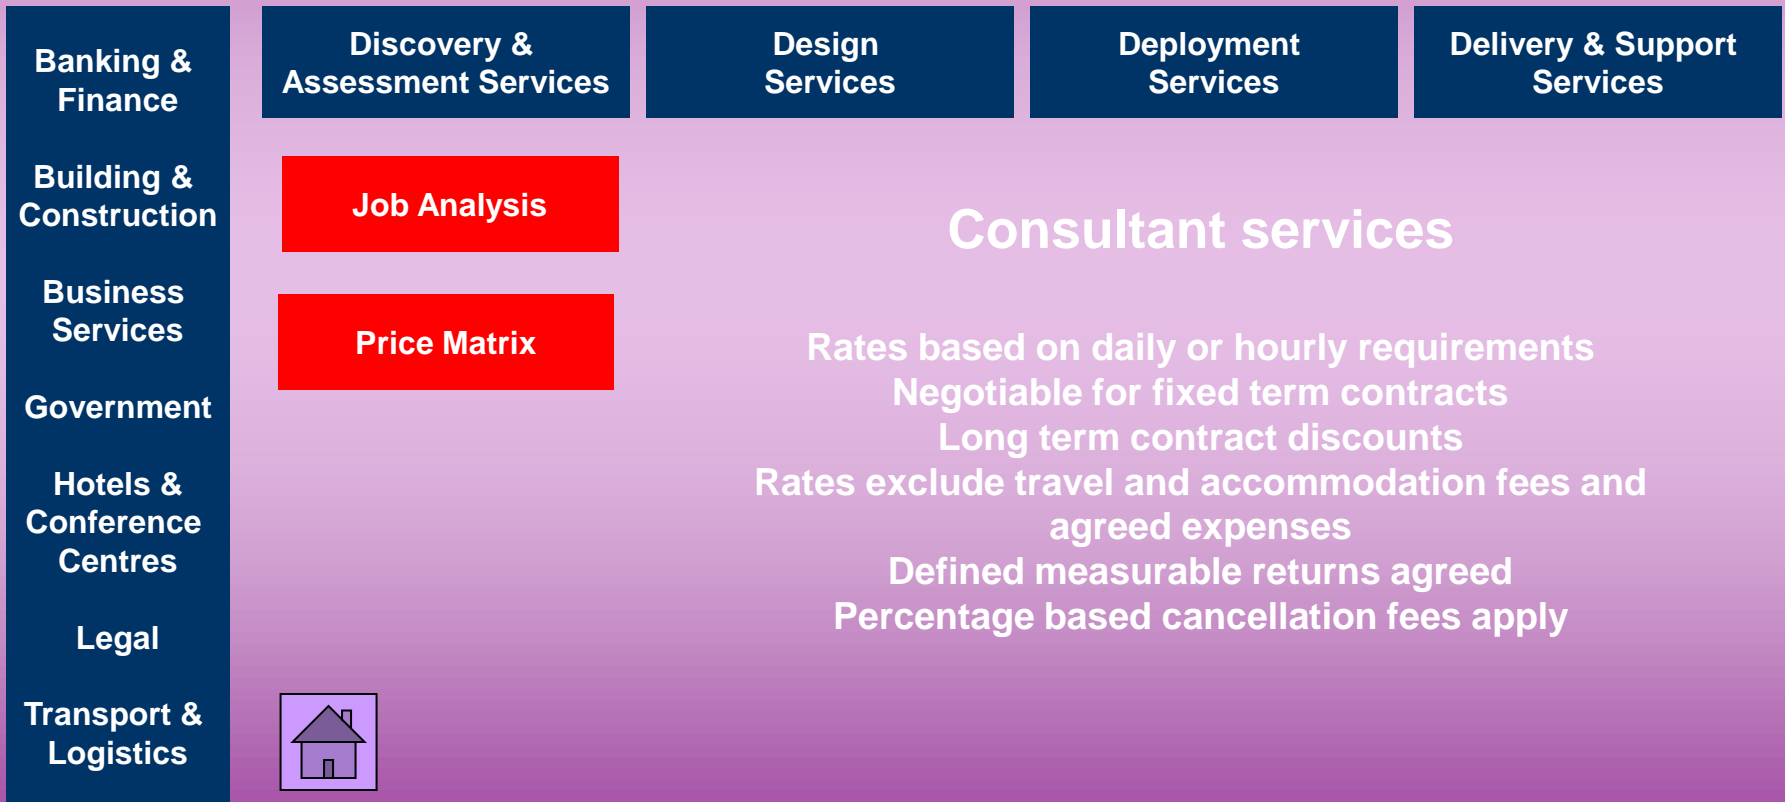 Banking &
Finance
Building &
Construction
Business
Services
Government
Hotels &
Conference
Centres
Legal
Transport &
Logistics
Discovery &
Assessment Services
Design
Services
Deployment
Services
Delivery & Support
Services
Job Analysis
Price Matrix
Consultant services
Rates based on daily or hourly requirements
Negotiable for fixed term contracts
Long term contract discounts
Rates exclude travel and accommodation fees and
agreed expenses
Defined measurable returns agreed
Percentage based cancellation fees apply